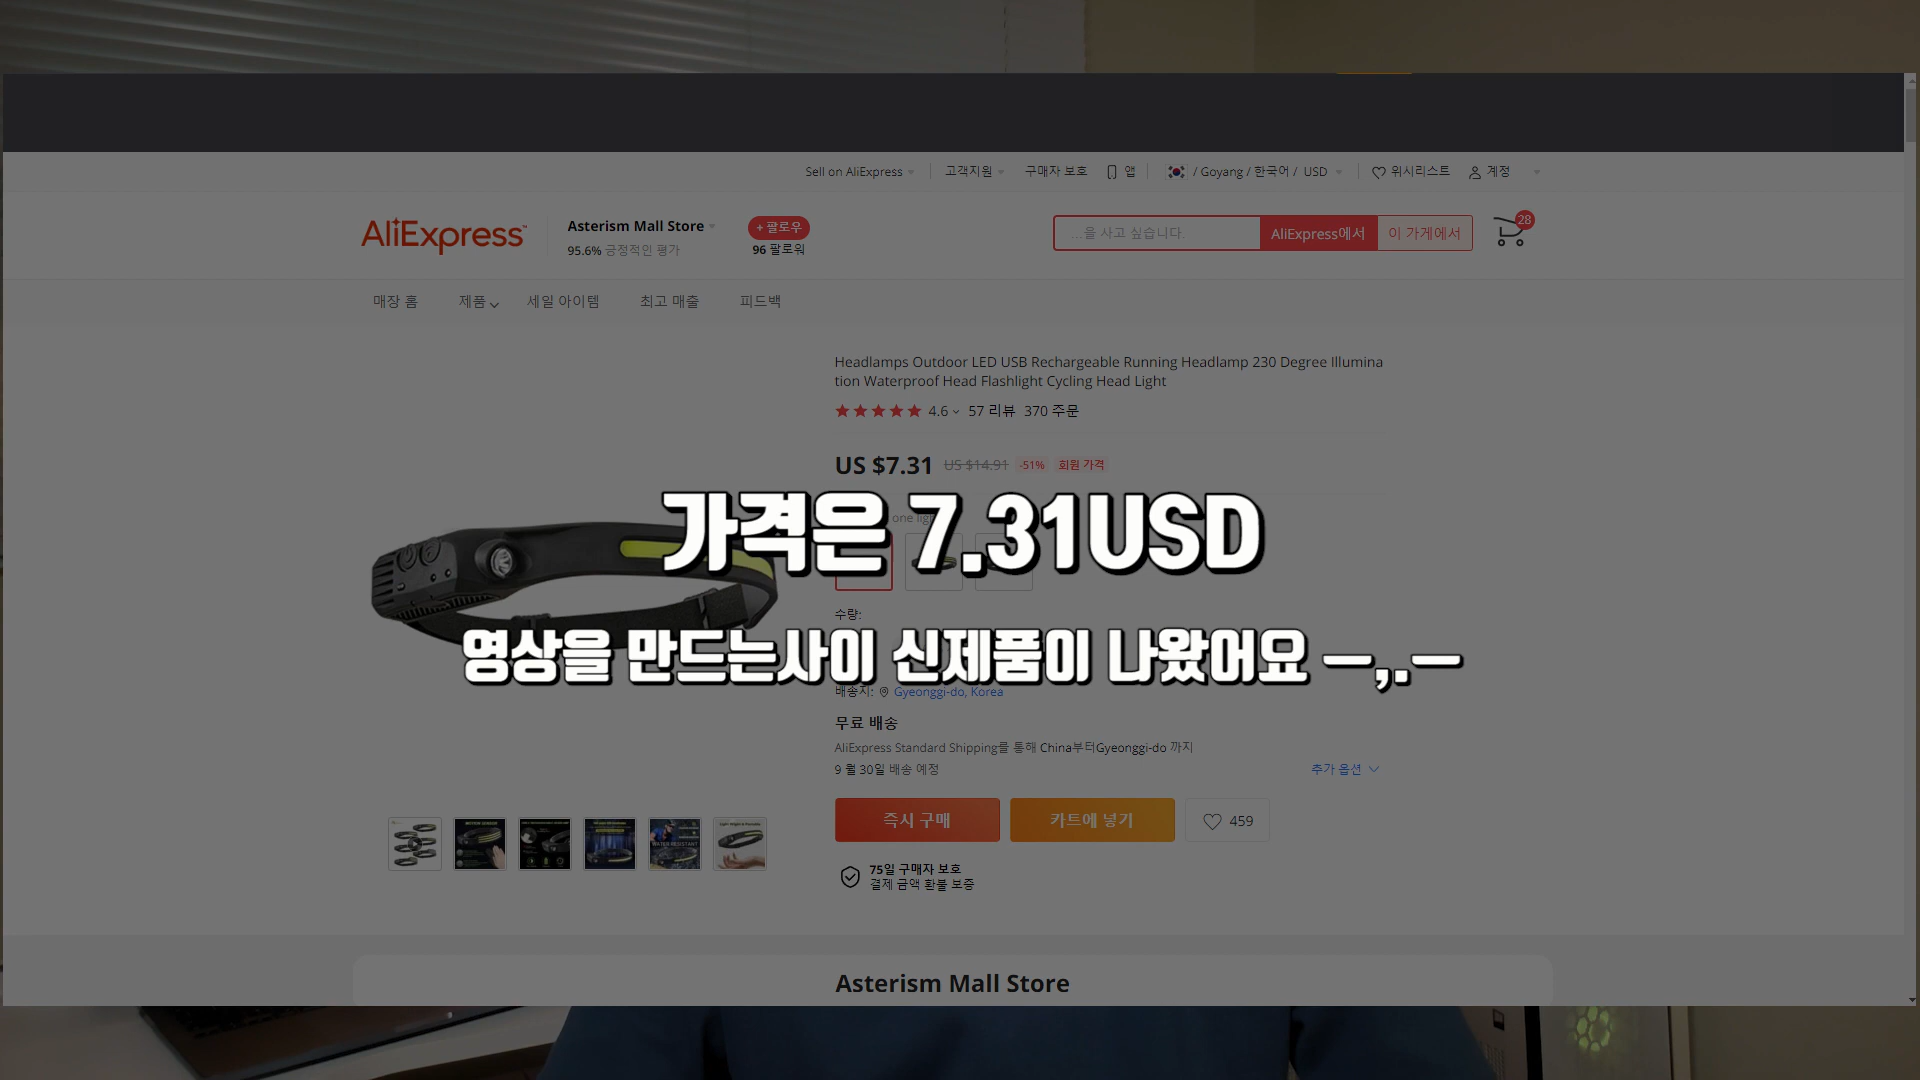 Sell on AliExpress
고객지원
구매자 보호
앱
/ Goyang / 한국어 / USD
위시리스트
계정
AliExpress
Asterism Mall Store
95.6% 긍정적인 평가
+ 팔로우
96 팔로워
...을 사고 싶습니다.
AliExpress에서
이 가게에서
28
매장 홈
제품
세일 아이템
최고 매출
피드백
Headlamps Outdoor LED USB Rechargeable Running Headlamp 230 Degree Illumina
tion Waterproof Head Flashlight Cycling Head Light
4.6
57 리뷰
370 주문
US $7.31
US $14.91
-51%
회원 가격
one
가격은 7.31USD
수량:
영상을 만드는사이 신제품이 나왔어요 ㅡ,.ㅡ
배송지:
Gyeonggi-do, Korea
무료 배송
AliExpress Standard Shipping를 통해 China부터Gyeonggi-do 까지
9 월 30일 배송 예정
추가 옵션
즉시 구매
카트에 넣기
459
WATER RESISTANT
75일 구매자 보호
결제 금액 환불 보증
Asterism Mall Store